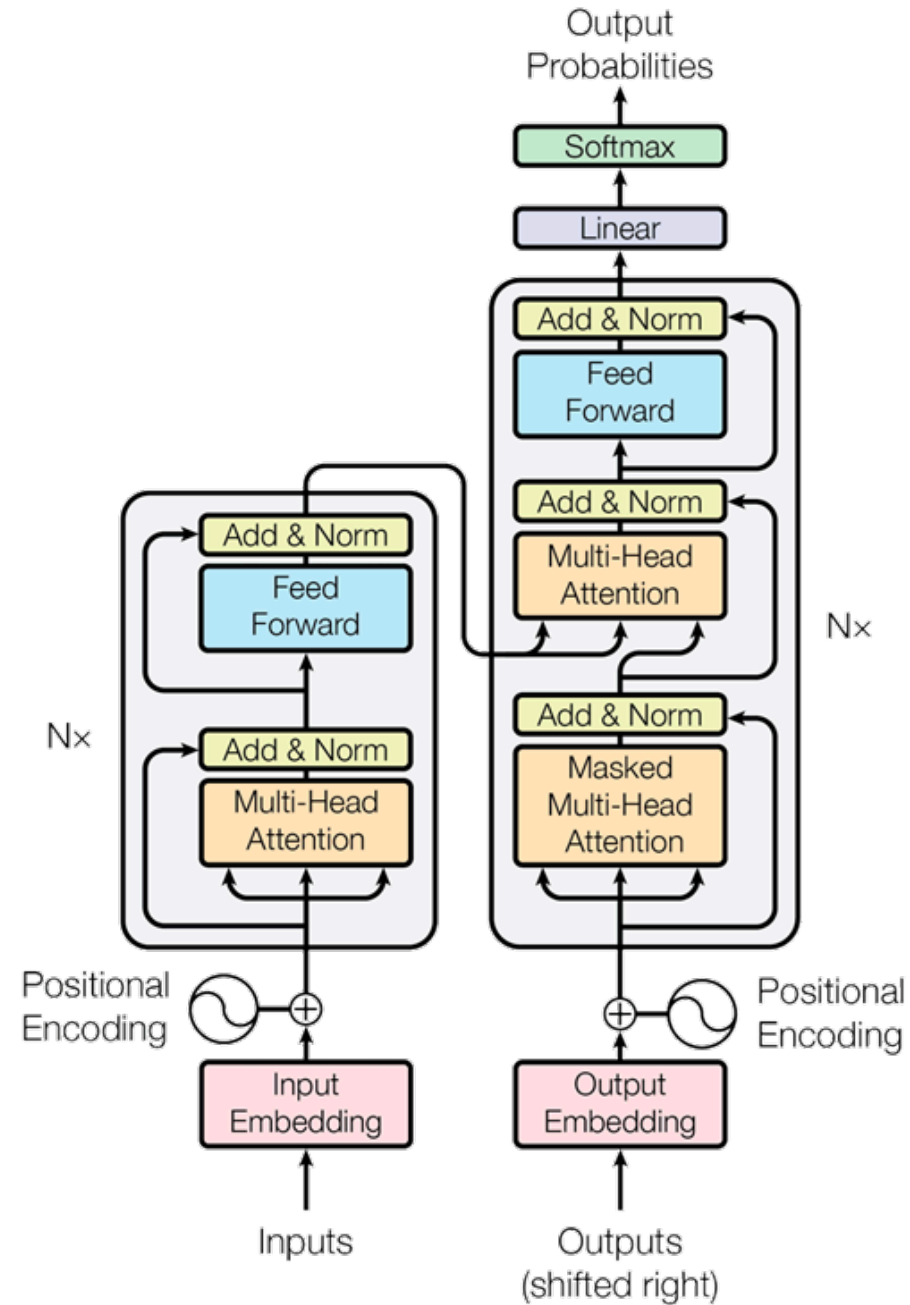 Output
Probabilities
Softmax
Linear
Add & Norm
Feed
Forward
Add & Norm
Multi-Head
Attention
Nx
Add & Norm
Masked
Multi-Head
Attention
Add & Norm
Feed
Forward
Nx
Add & Norm
Multi-Head
Attention
Positional
Encoding
Positional
Encoding
Input
Embedding
Output
Embedding
Inputs
Outputs
(shifted right)